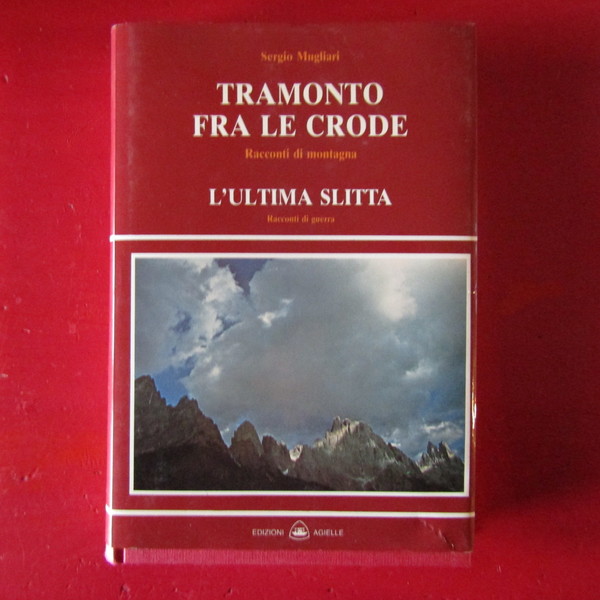 Sergio Mugliari
TRAMONTO
FRA LE CRODE
Racconti di montagna
L'ULTIMA SLITTA
Racconti di guerra
EDIZIONI AGIELLE